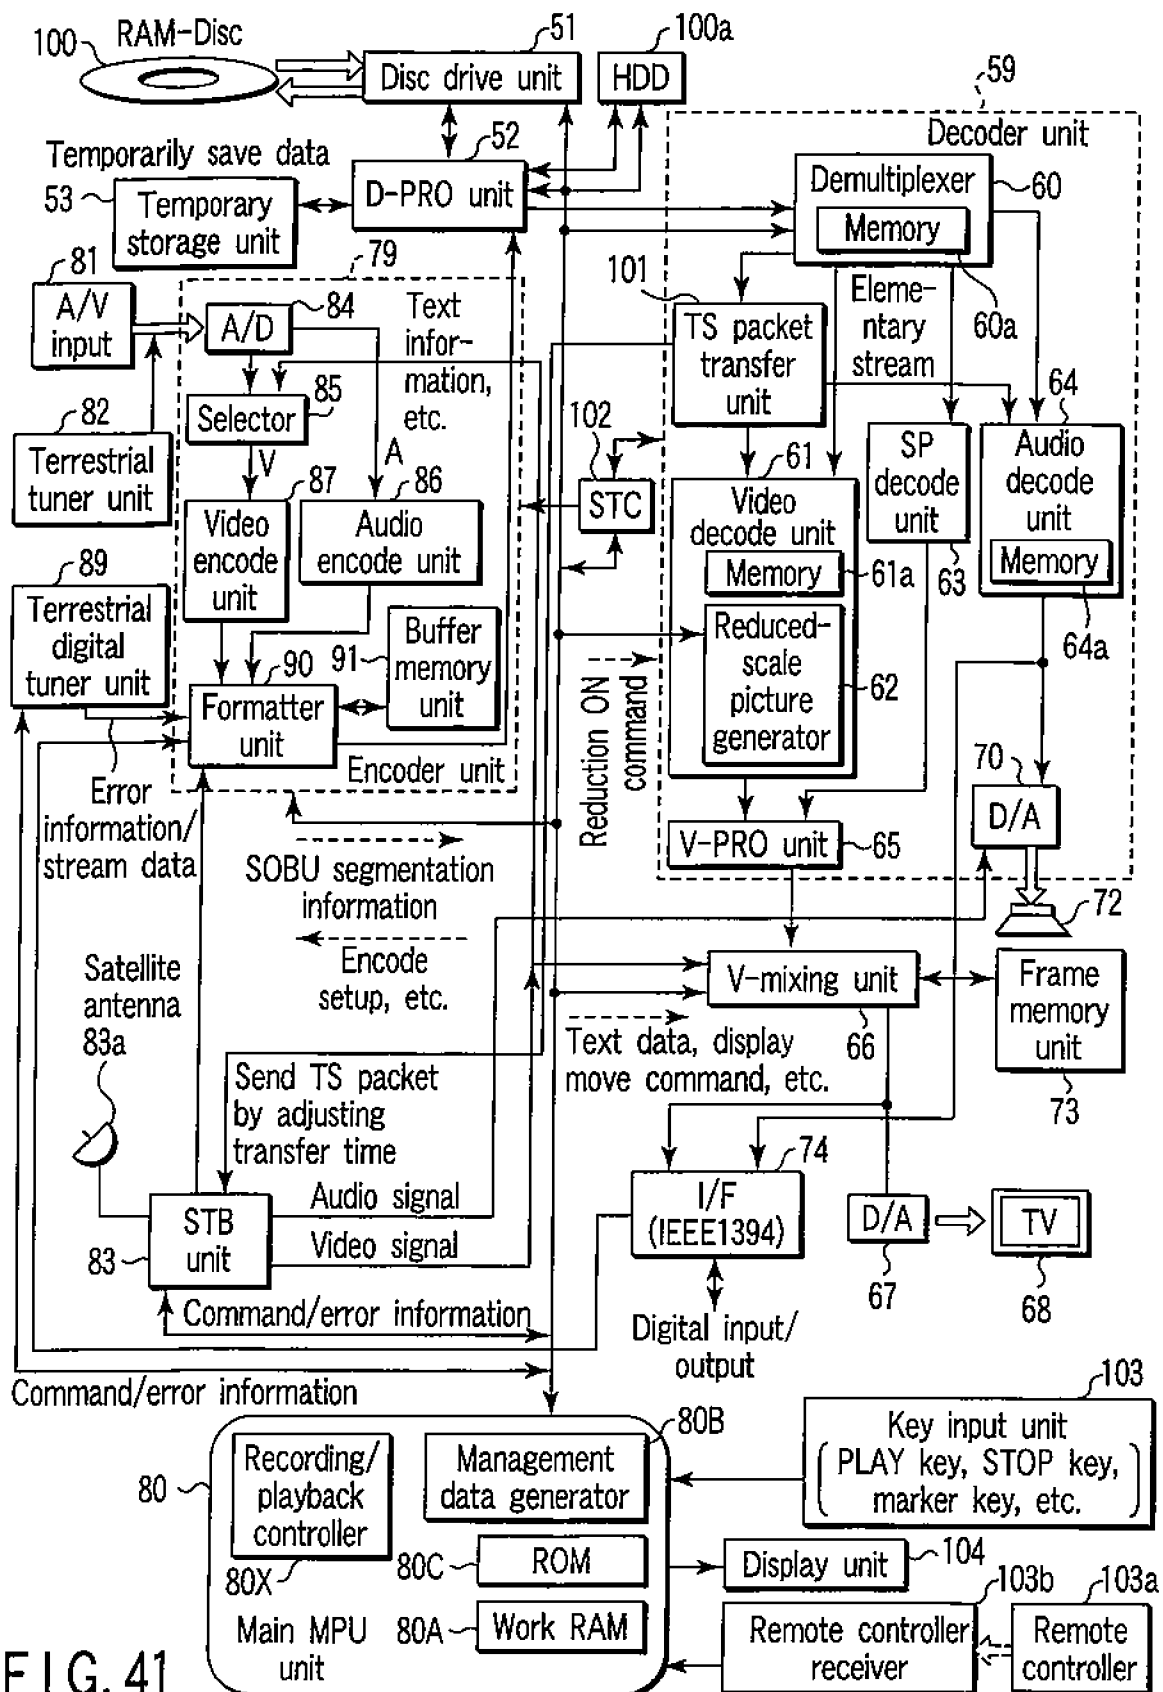 100
RAM-Disc
51
Disc drive unit
100a
HDD
59
Decoder unit
Temporarily save data
53
Temporary
storage unit
52
D-PRO unit
Demultiplexer
Memory
60
60a
81
A/V
input
79
A/D
84
Text
infor-
mation,
etc.
101
TS packet
transfer
unit
Eleme-
ntary
stream
82
Terrestrial
tuner unit
Selector
85
V
A
102
STC
61
Video
decode unit
Memory
61a
SP
decode
unit
63
64
Audio
decode
unit
Memory
64a
87
Video
encode
unit
86
Audio
encode unit
89
Terrestrial
digital
tuner unit
90
Formatter
unit
91
Buffer
memory
unit
Encoder unit
Reduction ON
command
Reduced-
scale
picture
generator
62
Error
information/
stream data
V-PRO unit
65
70
D/A
72
SOBU segmentation
information
Encode
setup, etc.
Satellite
antenna
83a
V-mixing unit
66
Frame
memory
unit
73
Text data, display
move command, etc.
Send TS packet
by adjusting
transfer time
STB
unit
83
Audio signal
Video signal
74
I/F
(IEEE1394)
Digital input/
output
D/A
67
TV
68
Command/error information
Command/error information
80
Recording/
playback
controller
80X
80B
Management
data generator
80C
ROM
80A
Work RAM
Main MPU
unit
103
Key input unit
(PLAY key, STOP key,
marker key, etc.)
Display unit
104
103b
Remote controller
receiver
103a
Remote
controller
FIG. 41